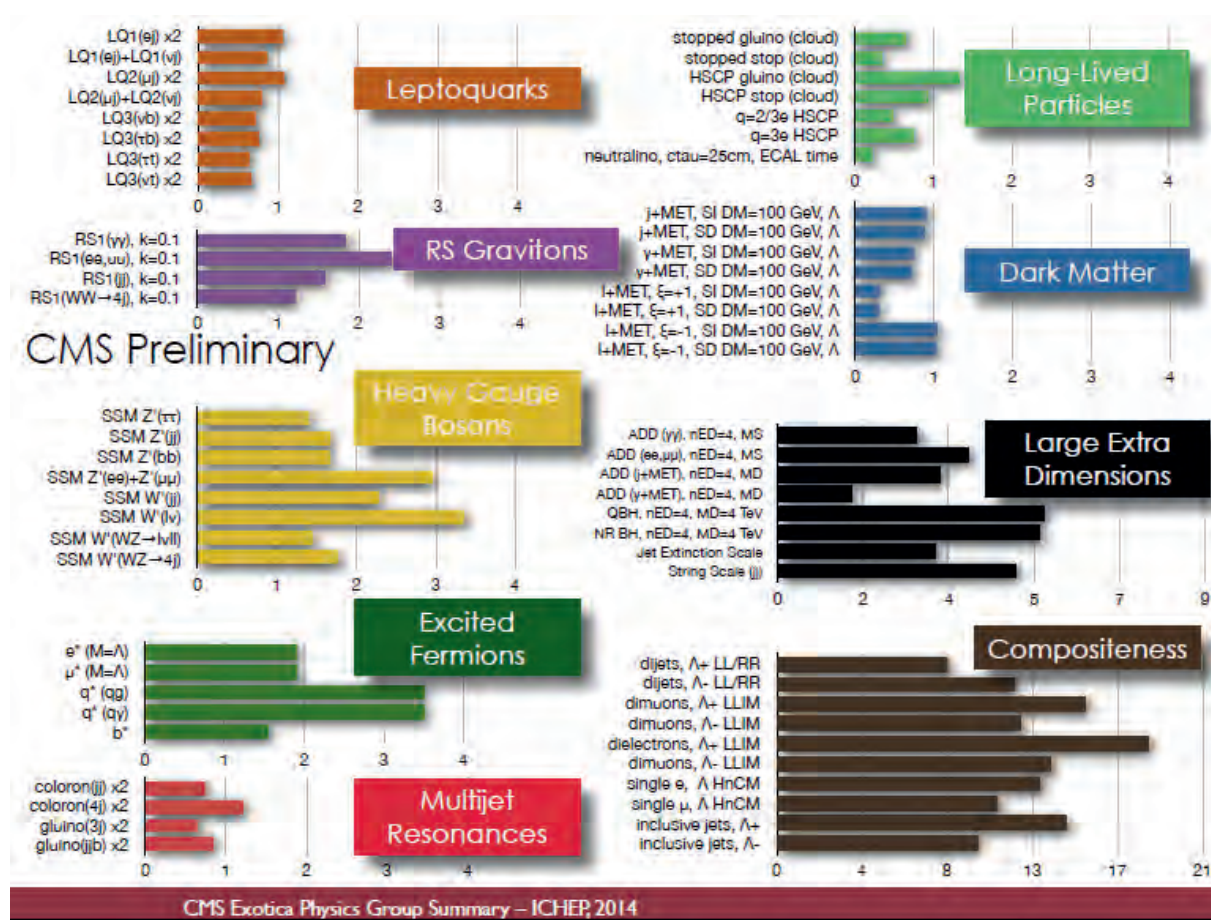 LQ1(ej) x2
LQ1(ej)+LQ1(νj)
LQ2(μj) x2
LQ2(μj)+LQ2(νj)
LQ3(νb) x2
LQ3(τb) x2
LQ3(τt) x2
LQ3(vt) x2
0 1 2 3 4
Leptoquarks
RS1(γγ), k=0.1
RS1(ee,uu), k=0.1
RS1(jj), k=0.1
RS1(WW→4j), k=0.1
0 1 2 3 4
RS Gravitons
CMS Preliminary
Heavy Gauge
Bosons
SSM Z'(ττ)
SSM Z'(jj)
SSM Z'(bb)
SSM Z'(ee)+Z'(μμ)
SSM W'(jj)
SSM W'(lv)
SSM W'(WZ→lvll)
SSM W'(WZ→4j)
0 1 2 3 4
Excited
Fermions
e* (M=Λ)
μ* (M=Λ)
q* (qg)
q* (qγ)
b*
0 1 2 3 4
coloron(jj) x2
coloron(4j) x2
gluino(3j) x2
gluino(jjb) x2
0 1 2 3 4
Multijet
Resonances
stopped gluino (cloud)
stopped stop (cloud)
HSCP gluino (cloud)
HSCP stop (cloud)
q=2/3e HSCP
q=3e HSCP
neutralino, ctau=25cm, ECAL time
0 1 2 3 4
Long-Lived
Particles
j+MET, SI DM=100 GeV, Λ
j+MET, SD DM=100 GeV, Λ
γ+MET, SI DM=100 GeV, Λ
γ+MET, SD DM=100 GeV, Λ
l+MET, ξ=+1, SI DM=100 GeV, Λ
l+MET, ξ=+1, SD DM=100 GeV, Λ
l+MET, ξ=-1, SI DM=100 GeV, Λ
l+MET, ξ=-1, SD DM=100 GeV, Λ
0 1 2 3 4
Dark Matter
ADD (γγ), nED=4, MS
ADD (ee,μμ), nED=4, MS
ADD (j+MET), nED=4, MD
ADD (γ+MET), nED=4, MD
QBH, nED=4, MD=4 TeV
NR BH, nED=4, MD=4 TeV
Jet Extinction Scale
String Scale (jj)
0 2 4 5 7 9
Large Extra
Dimensions
Compositeness
dijets, Λ+ LL/RR
dijets, Λ- LL/RR
dimuons, Λ+ LLIM
dimuons, Λ- LLIM
dielectrons, Λ+ LLIM
dimuons, Λ- LLIM
single e, Λ HnCM
single μ, Λ HnCM
inclusive jets, Λ+
inclusive jets, Λ-
0 4 8 13 17 21
CMS Exotica Physics Group Summary – ICHEP, 2014